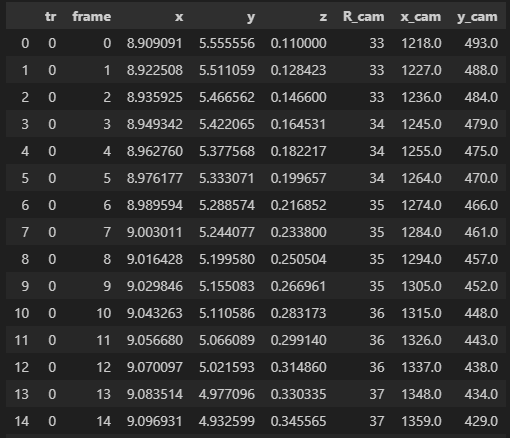 tr frame x y z R_cam x_cam y_cam
0 0 0 8.909091 5.555556 0.110000 33 1218.0 493.0
1 0 1 8.922508 5.511059 0.128423 33 1227.0 488.0
2 0 2 8.935925 5.466562 0.146600 33 1236.0 484.0
3 0 3 8.949342 5.422065 0.164531 34 1245.0 479.0
4 0 4 8.962760 5.377568 0.182217 34 1255.0 475.0
5 0 5 8.976177 5.333071 0.199657 34 1264.0 470.0
6 0 6 8.989594 5.288574 0.216852 35 1274.0 466.0
7 0 7 9.003011 5.244077 0.233800 35 1284.0 461.0
8 0 8 9.016428 5.199580 0.250504 35 1294.0 457.0
9 0 9 9.029846 5.155083 0.266961 35 1305.0 452.0
10 0 10 9.043263 5.110586 0.283173 36 1315.0 448.0
11 0 11 9.056680 5.066089 0.299140 36 1326.0 443.0
12 0 12 9.070097 5.021593 0.314860 36 1337.0 438.0
13 0 13 9.083514 4.977096 0.330335 37 1348.0 434.0
14 0 14 9.096931 4.932599 0.345565 37 1359.0 429.0